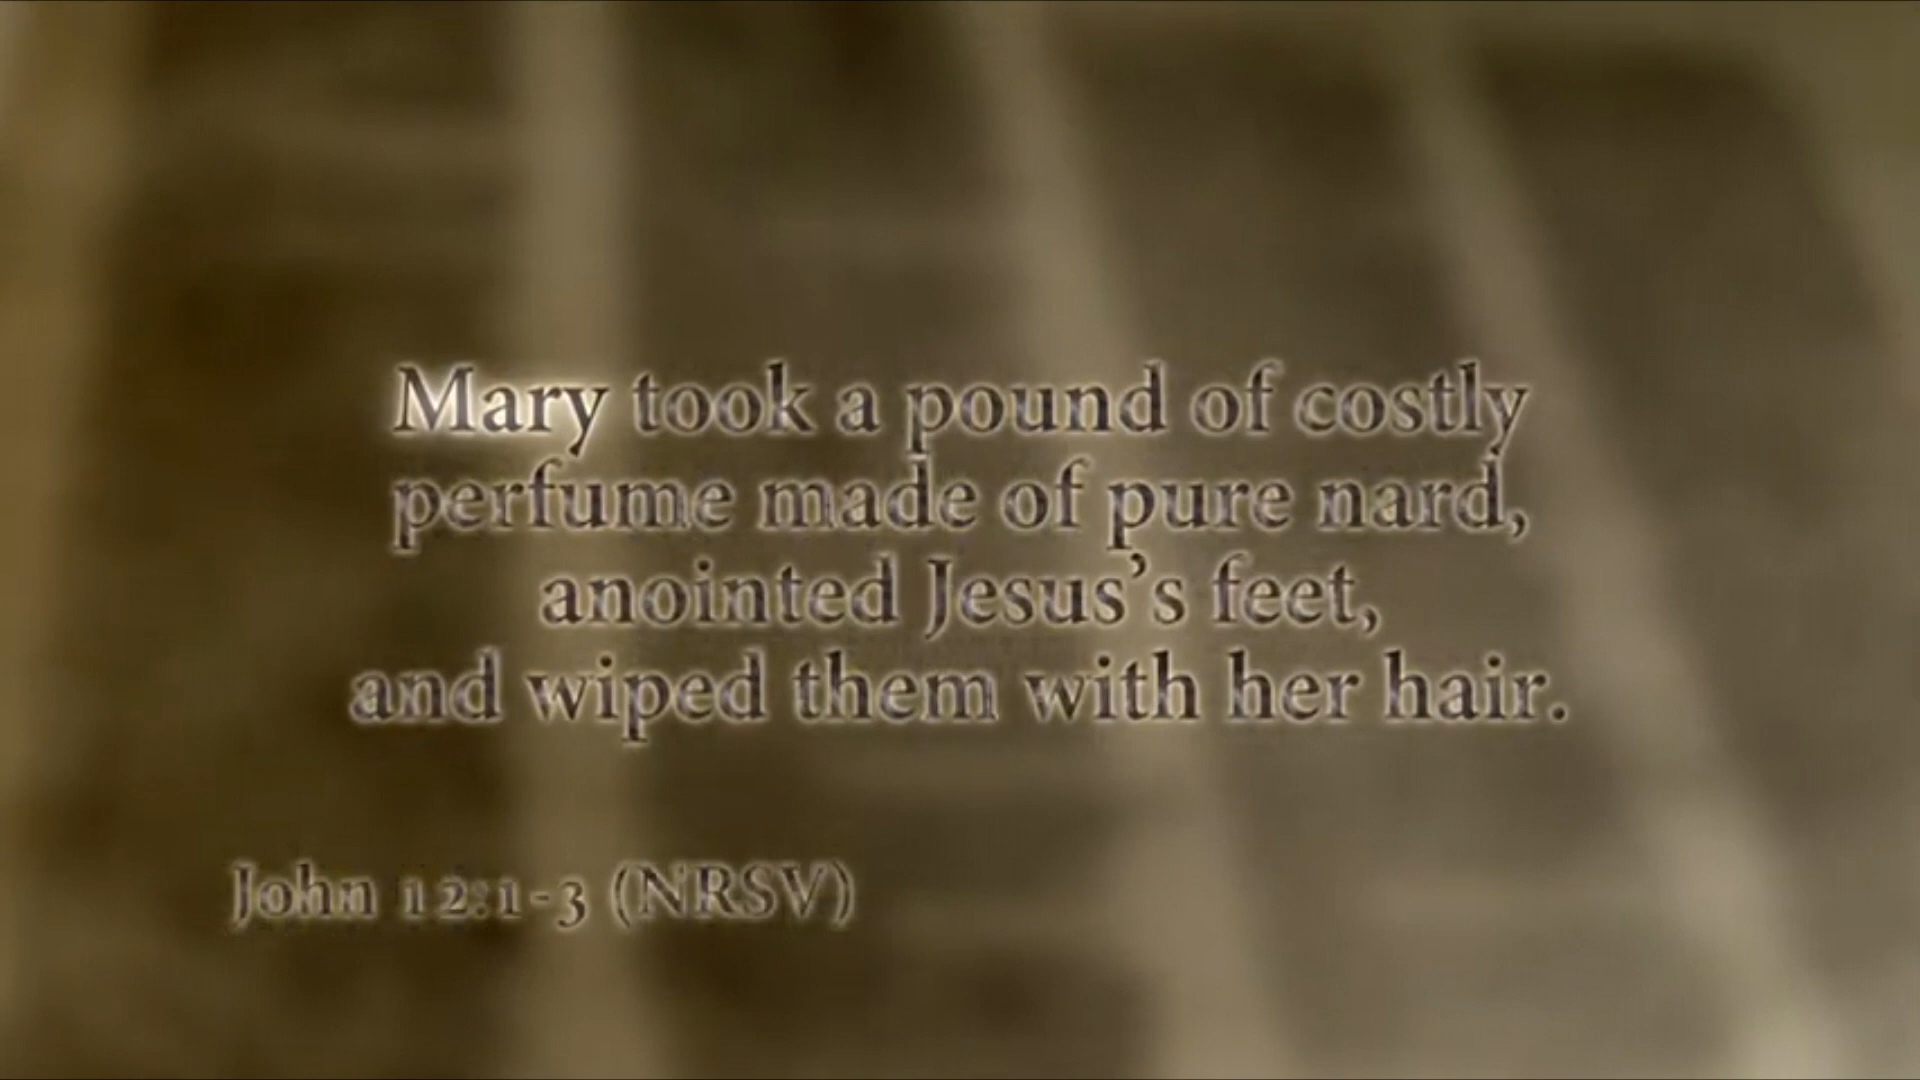 Mary took a pound of costly
perfume made of pure nard,
anointed Jesus’s feet,
and wiped them with her hair.
John 12:1-3 (NRSV)